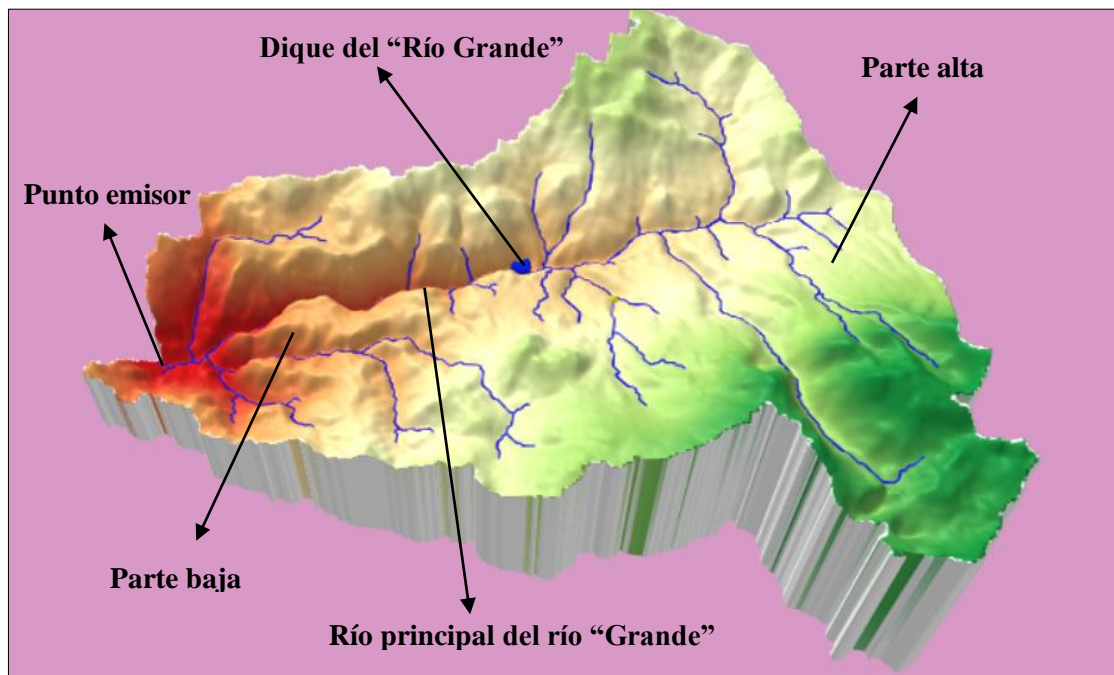 Dique del “Río Grande”
Parte alta
Punto emisor
Parte baja
Río principal del río “Grande”